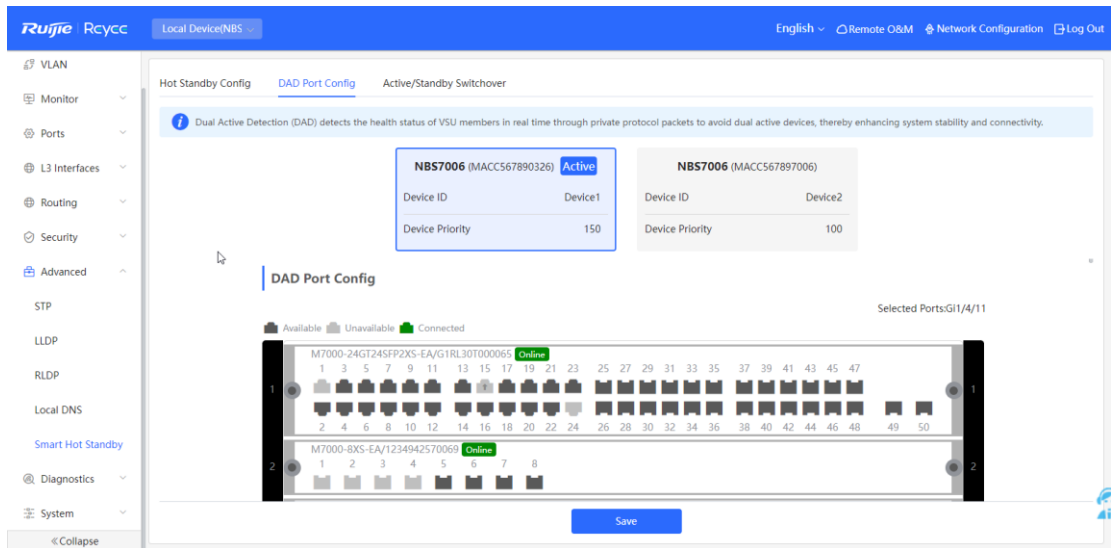 Ruijie | Rcycc Local Device(NBS English Remote O&M Network Configuration Log Out
VLAN
Monitor
Ports
L3 Interfaces
Routing
Security
Advanced
STP
LLDP
RLDP
Local DNS
Smart Hot Standby
Diagnostics
System
«Collapse
Hot Standby Config DAD Port Config Active/Standby Switchover
Dual Active Detection (DAD) detects the health status of VSU members in real time through private protocol packets to avoid dual active devices, thereby enhancing system stability and connectivity.
NBS7006 (MACC567890326) Active
Device ID Device1
Device Priority 150
NBS7006 (MACC567897006)
Device ID Device2
Device Priority 100
DAD Port Config
Selected Ports:Gi1/4/11
Available Unavailable Connected
M7000-24GT24SFP2XS-EA/G1RL30T000065 Online
1 3 5 7 9 11 13 15 17 19 21 23 25 27 29 31 33 35 37 39 41 43 45 47
1 1
2 4 6 8 10 12 14 16 18 20 22 24 26 28 30 32 34 36 38 40 42 44 46 48 49 50
M7000-8XS-EA/1234942570069 Online
1 2 3 4 5 6 7 8
2 2
Save